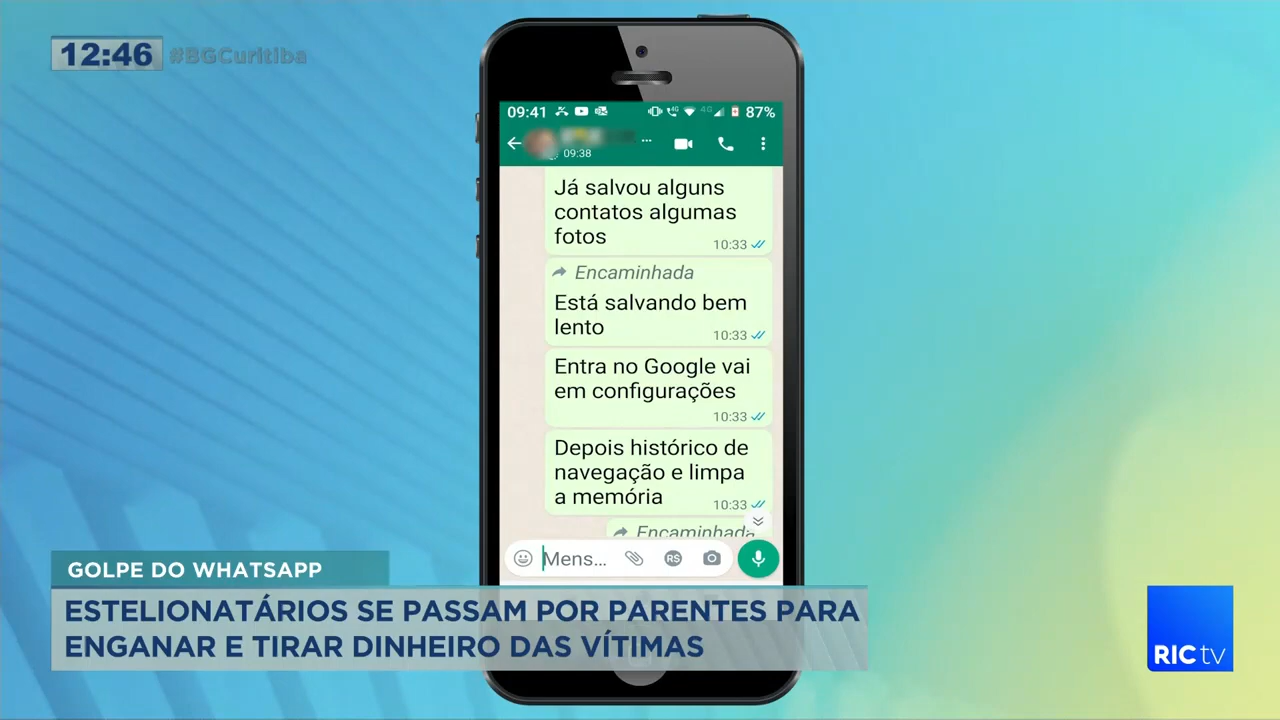 12:46 #BGCuritiba
09:41 87%
09:38
Já salvou alguns
contatos algumas
fotos
10:33
Encaminhada
Está salvando bem
lento
10:33
Entra no Google vai
em configurações
10:33
Depois histórico de
navegação e limpa
a memória
10:33
Encaminhada
Mens...
R$
GOLPE DO WHATSAPP
ESTELIONATÁRIOS SE PASSAM POR PARENTES PARA
ENGANAR E TIRAR DINHEIRO DAS VÍTIMAS
RIC tv